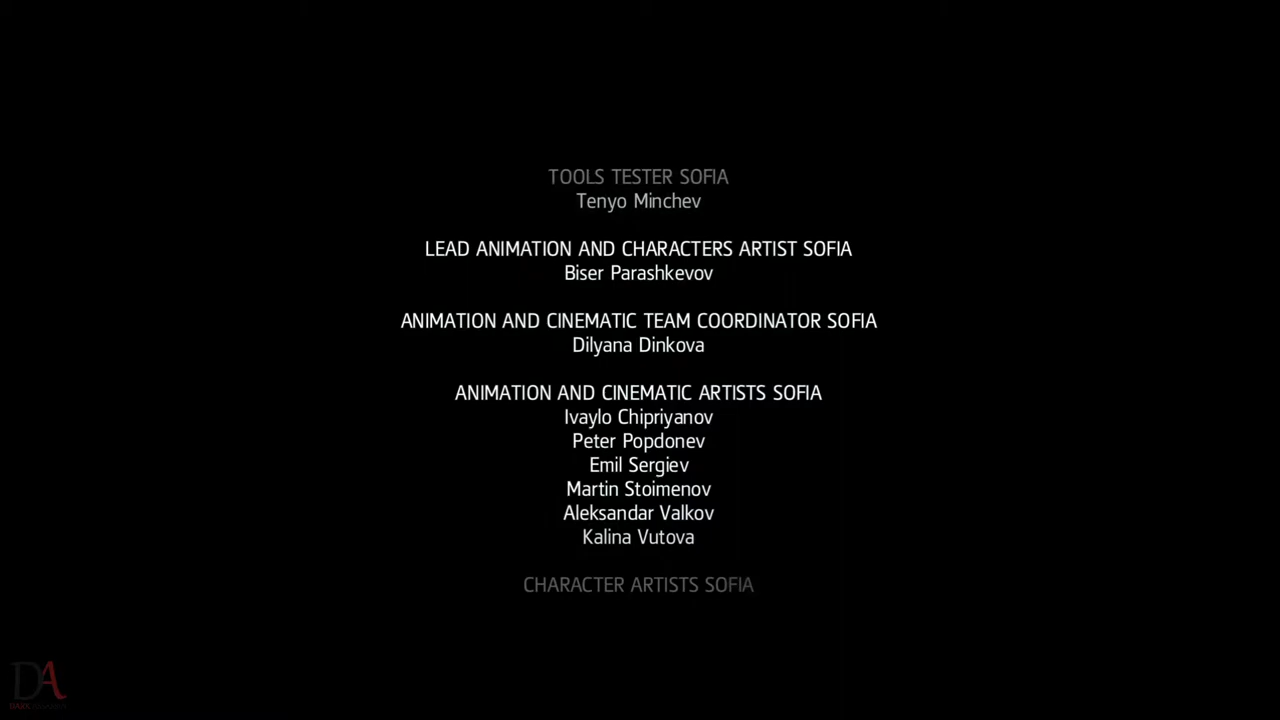 TOOLS TESTER SOFIA
Tenyo Minchev
LEAD ANIMATION AND CHARACTERS ARTIST SOFIA
Biser Parashkevov
ANIMATION AND CINEMATIC TEAM COORDINATOR SOFIA
Dilyana Dinkova
ANIMATION AND CINEMATIC ARTISTS SOFIA
Ivaylo Chipriyanov
Peter Popdonev
Emil Sergiev
Martin Stoimenov
Aleksandar Valkov
Kalina Vutova
CHARACTER ARTISTS SOFIA
DA